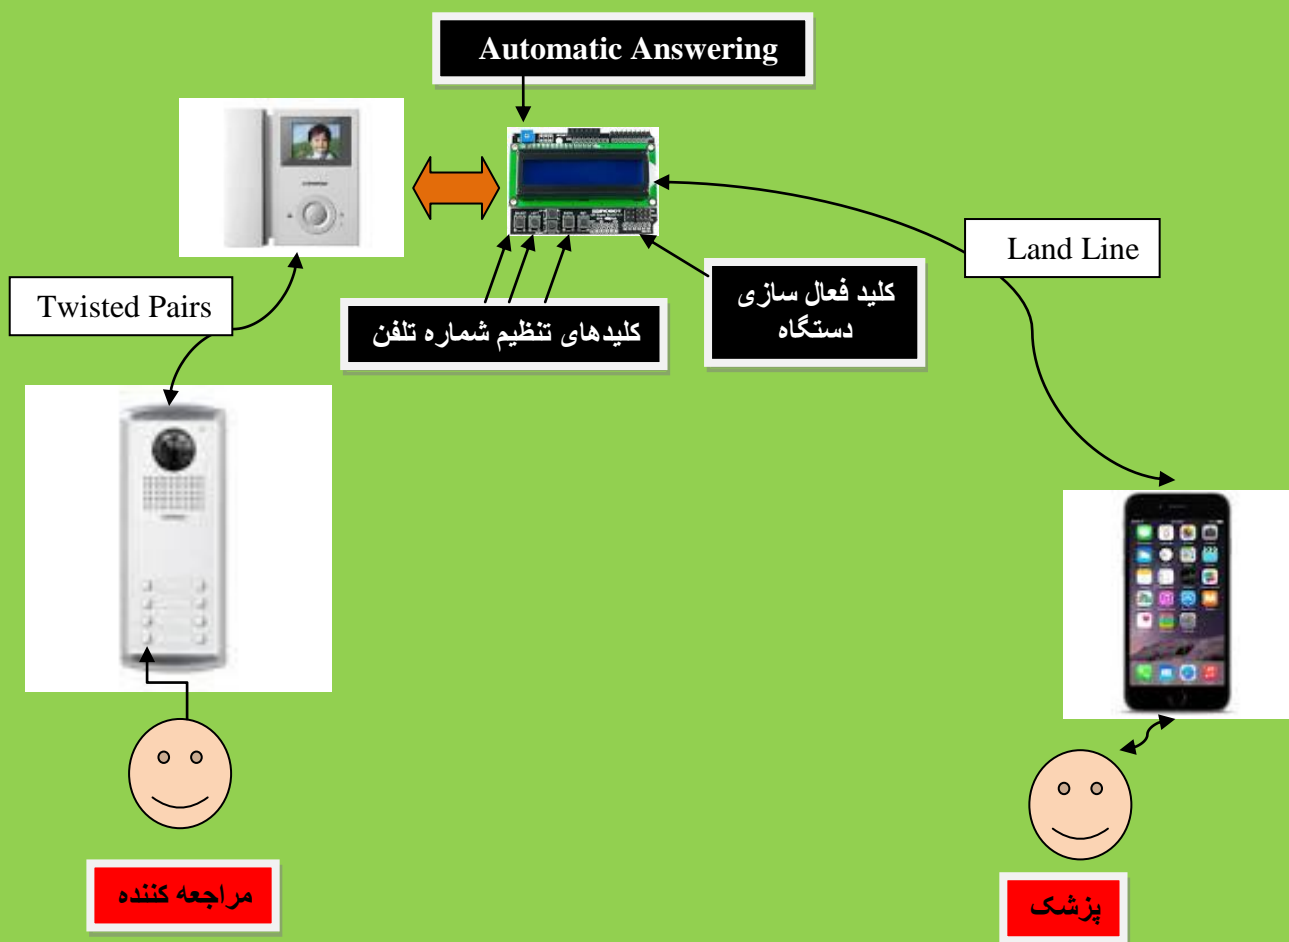 Automatic Answering
Land Line
Twisted Pairs
کلید فعال سازی
دستگاه
کلیدهای تنظیم شماره تلفن
مراجعه کننده
پزشک